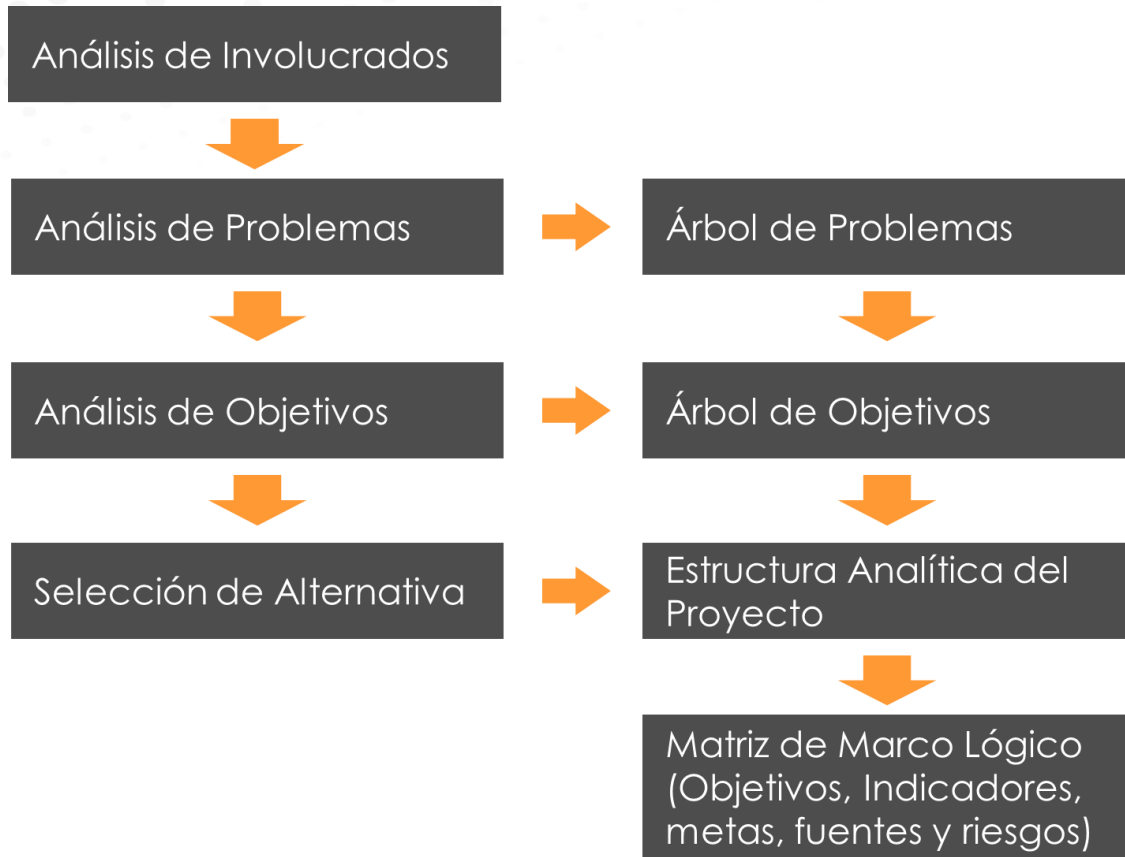 Análisis de Involucrados
Análisis de Problemas
Árbol de Problemas
Análisis de Objetivos
Árbol de Objetivos
Selección de Alternativa
Estructura Analítica del
Proyecto
Matriz de Marco Lógico
(Objetivos, Indicadores,
metas, fuentes y riesgos)